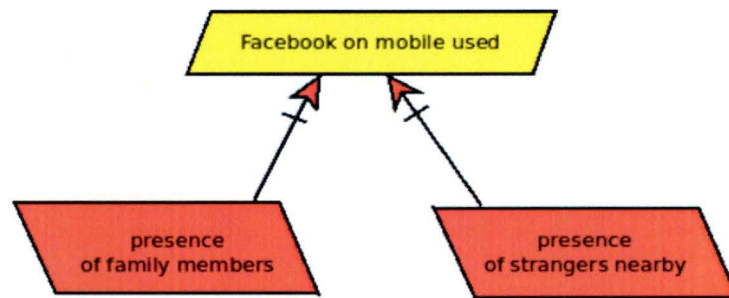 Facebook on mobile used
presence
of family members
presence
of strangers nearby